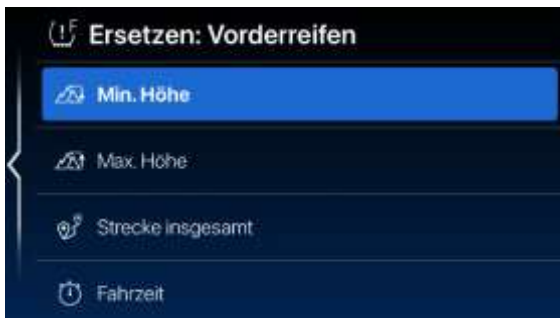 Ersetzen: Vorderreifen
Min. Höhe
Max. Höhe
Strecke insgesamt
Fahrzeit